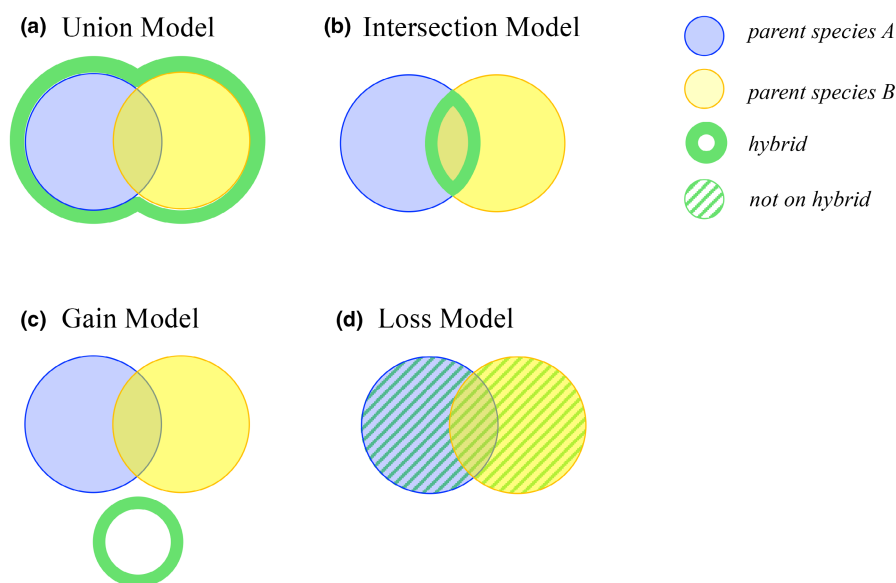 (a) Union Model
(b) Intersection Model
parent species A
parent species B
hybrid
not on hybrid
(c) Gain Model
(d) Loss Model